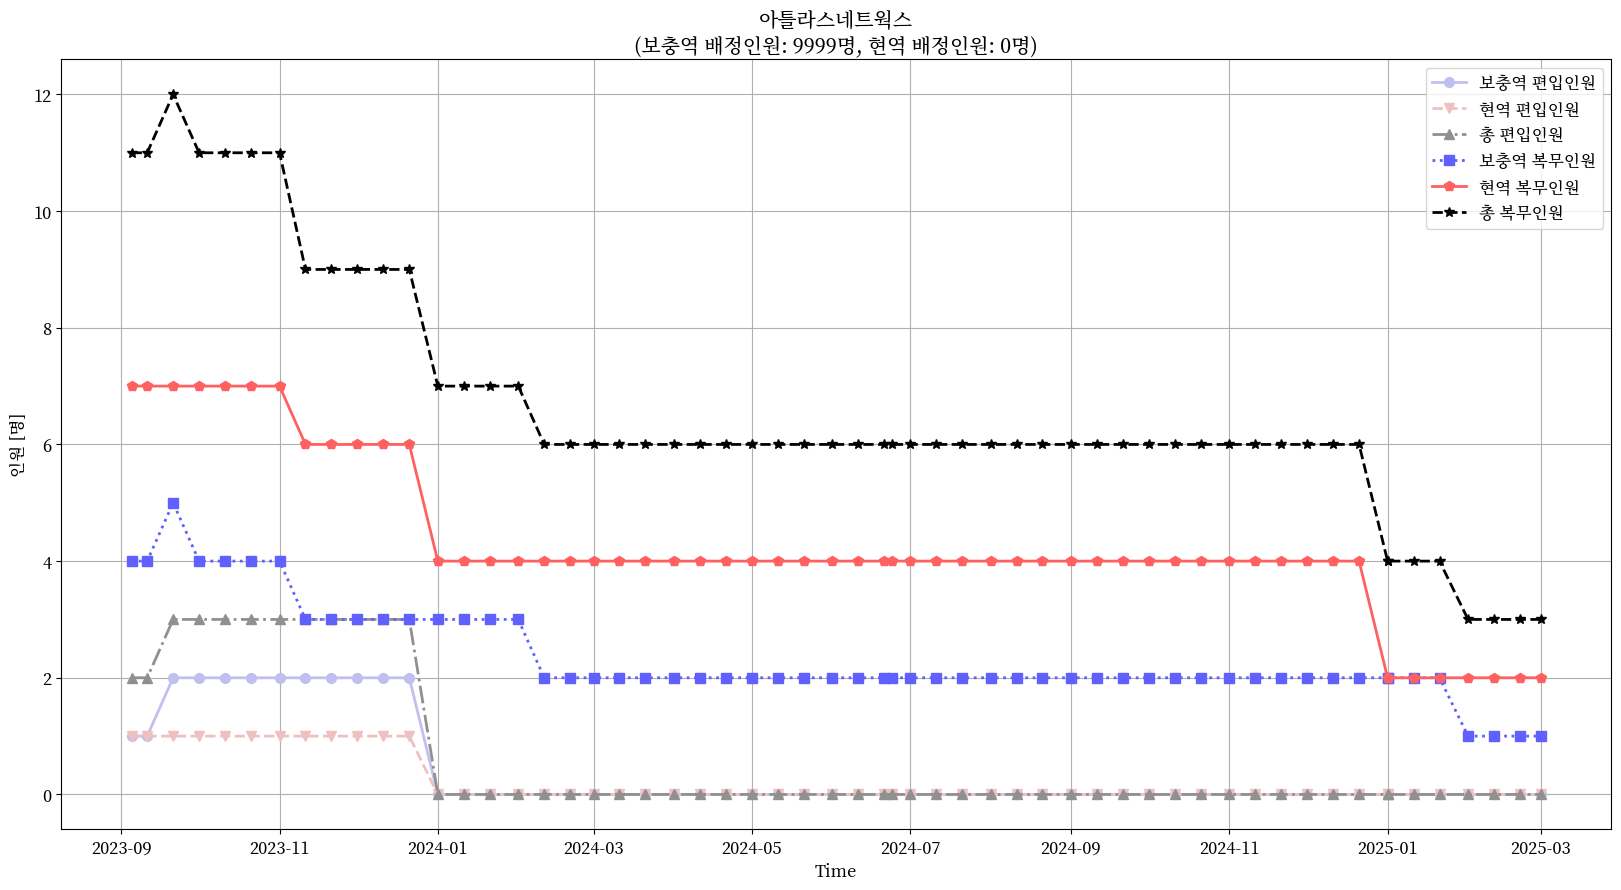 아틀라스네트웍스
(보충역 배정인원: 9999명, 현역 배정인원: 0명)
보충역 편입인원
현역 편입인원
총 편입인원
보충역 복무인원
현역 복무인원
총 복무인원
인원 [명]
12
10
8
6
4
2
0
2023-09
2023-11
2024-01
2024-03
2024-05
2024-07
2024-09
2024-11
2025-01
2025-03
Time